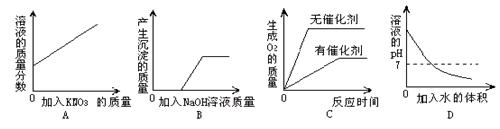 溶液的质量分数
0
加入KNO₃ 的质量
A
产生沉淀的质量
0
加入NaOH溶液质量
B
生成O₂的质量
无催化剂
有催化剂
0
反应时间
C
溶液的pH
7
0
加入水的体积
D